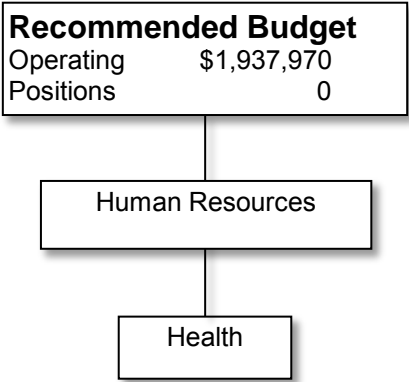 Recommended Budget
Operating $1,937,970
Positions 0
Human Resources
Health